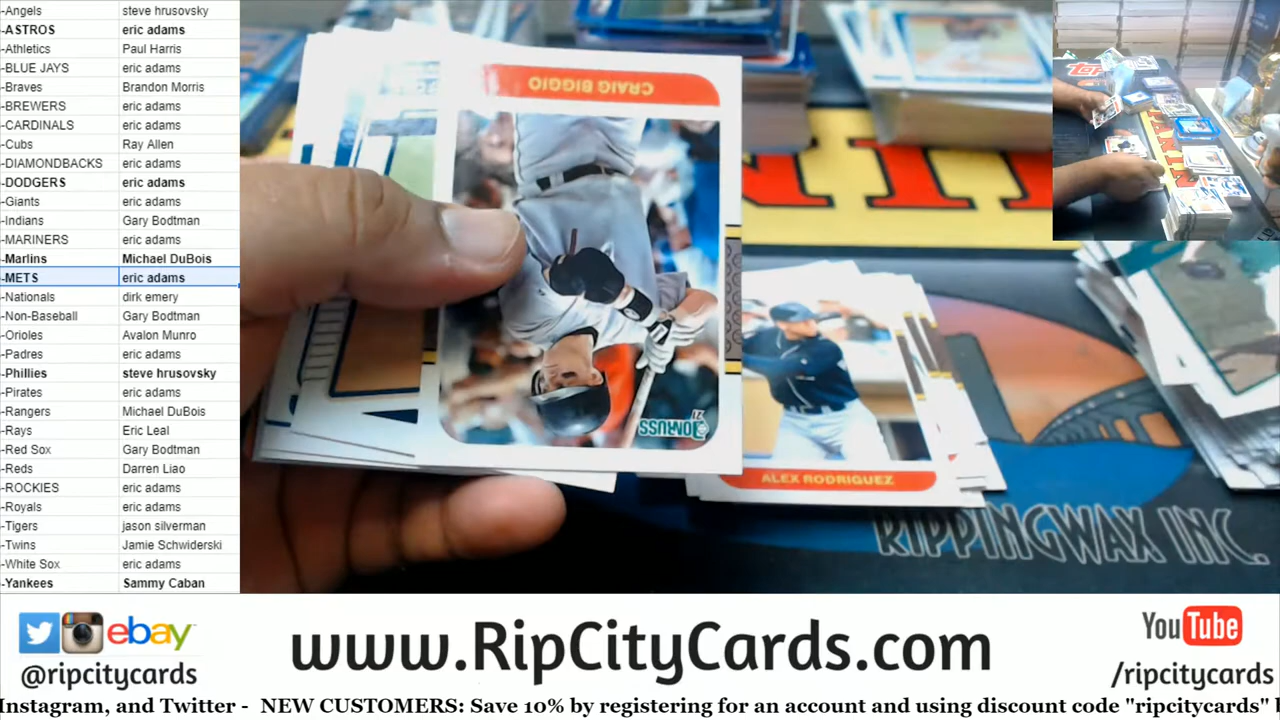 -Angels steve hrusovsky
-ASTROS eric adams
-Athletics Paul Harris
-BLUE JAYS eric adams
-Braves Brandon Morris
-BREWERS eric adams
-CARDINALS eric adams
-Cubs Ray Allen
-DIAMONDBACKS eric adams
-DODGERS eric adams
-Giants eric adams
-Indians Gary Bodtman
-MARINERS eric adams
-Marlins Michael DuBois
-METS eric adams
-Nationals dirk emery
-Non-Baseball Gary Bodtman
-Orioles Avalon Munro
-Padres eric adams
-Phillies steve hrusovsky
-Pirates eric adams
-Rangers Michael DuBois
-Rays Eric Leal
-Red Sox Gary Bodtman
-Reds Darren Liao
-ROCKIES eric adams
-Royals eric adams
-Tigers jason silverman
-Twins Jamie Schwiderski
-White Sox eric adams
-Yankees Sammy Caban
CRAIG BIGGIO
DONRUSS
21
ALEX RODRIGUEZ
RIPPINGWAX INC.
ebay
@ripcitycards
www.RipCityCards.com
YouTube
/ripcitycards
Instagram, and Twitter - NEW CUSTOMERS: Save 10% by registering for an account and using discount code "ripcitycards"